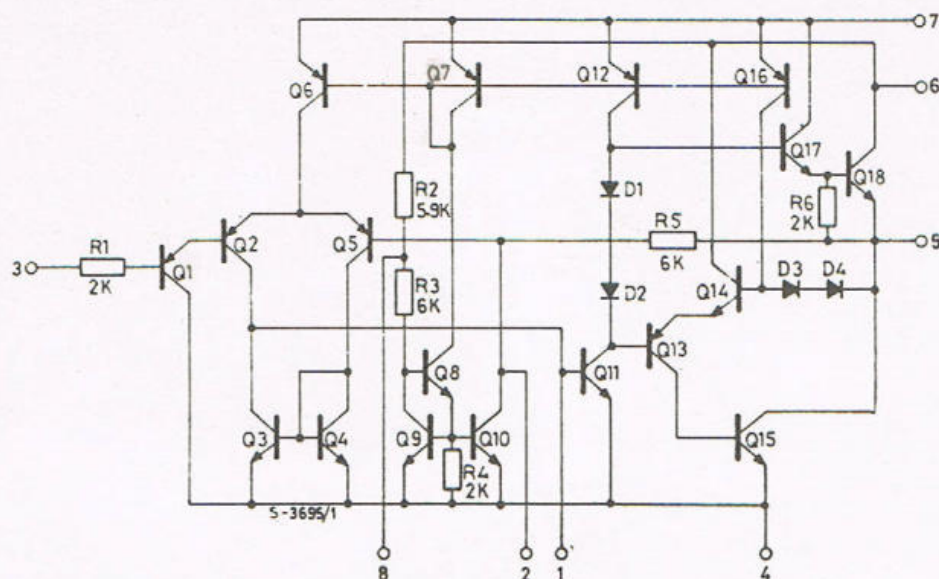 7
6
Q6
Q7
Q12
Q16
Q17
Q18
R2
5-9K
D1
R6
2K
R1
2K
3
Q1
Q2
Q5
R5
6K
5
R3
6K
D2
Q14
D3
D4
Q8
Q11
Q13
Q3
Q4
Q9
Q10
R4
2K
Q15
S-3695/1
8
2
1
4